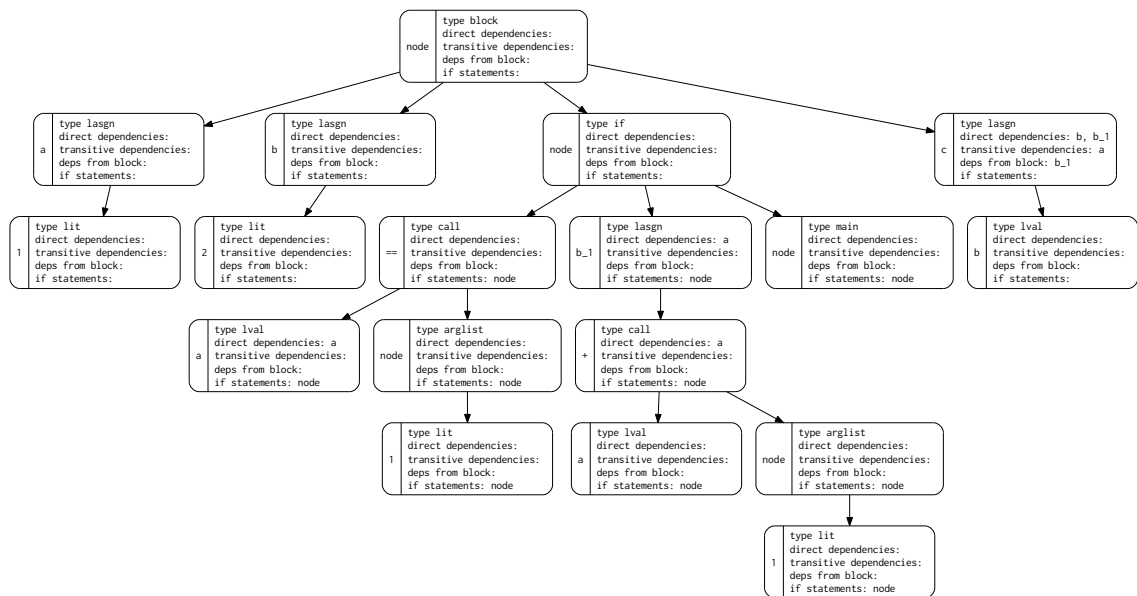 node
type block
direct dependencies:
transitive dependencies:
deps from block:
if statements:
a
type lasgn
direct dependencies:
transitive dependencies:
deps from block:
if statements:
b
type lasgn
direct dependencies:
transitive dependencies:
deps from block:
if statements:
node
type if
direct dependencies:
transitive dependencies:
deps from block:
if statements:
c
type lasgn
direct dependencies: b, b_1
transitive dependencies: a
deps from block: b_1
if statements:
1
type lit
direct dependencies:
transitive dependencies:
deps from block:
if statements:
2
type lit
direct dependencies:
transitive dependencies:
deps from block:
if statements:
==
type call
direct dependencies:
transitive dependencies:
deps from block:
if statements: node
b_1
type lasgn
direct dependencies: a
transitive dependencies:
deps from block:
if statements: node
node
type main
direct dependencies:
transitive dependencies:
deps from block:
if statements: node
b
type lval
direct dependencies:
transitive dependencies:
deps from block:
if statements:
a
type lval
direct dependencies: a
transitive dependencies:
deps from block:
if statements: node
node
type arglist
direct dependencies:
transitive dependencies:
deps from block:
if statements: node
+
type call
direct dependencies: a
transitive dependencies:
deps from block:
if statements: node
1
type lit
direct dependencies:
transitive dependencies:
deps from block:
if statements: node
a
type lval
direct dependencies:
transitive dependencies:
deps from block:
if statements: node
node
type arglist
direct dependencies:
transitive dependencies:
deps from block:
if statements: node
1
type lit
direct dependencies:
transitive dependencies:
deps from block:
if statements: node